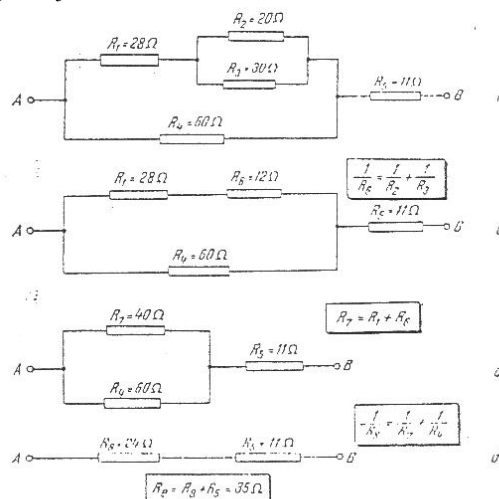 R₂=20Ω
R₁=28Ω
R₃=30Ω
R₅=11Ω
A
B
R₄=60Ω
R₁=28Ω
R₆=12Ω
1/R₆ = 1/R₂ + 1/R₃
R₅=11Ω
A
B
R₄=60Ω
R₇=40Ω
R₇ = R₁ + R₆
R₅=11Ω
A
B
R₄=60Ω
1/R₈ = 1/R₇ + 1/R₄
R₈=24Ω
R₅=11Ω
A
B
Rₑ = R₈ + R₅ = 35Ω